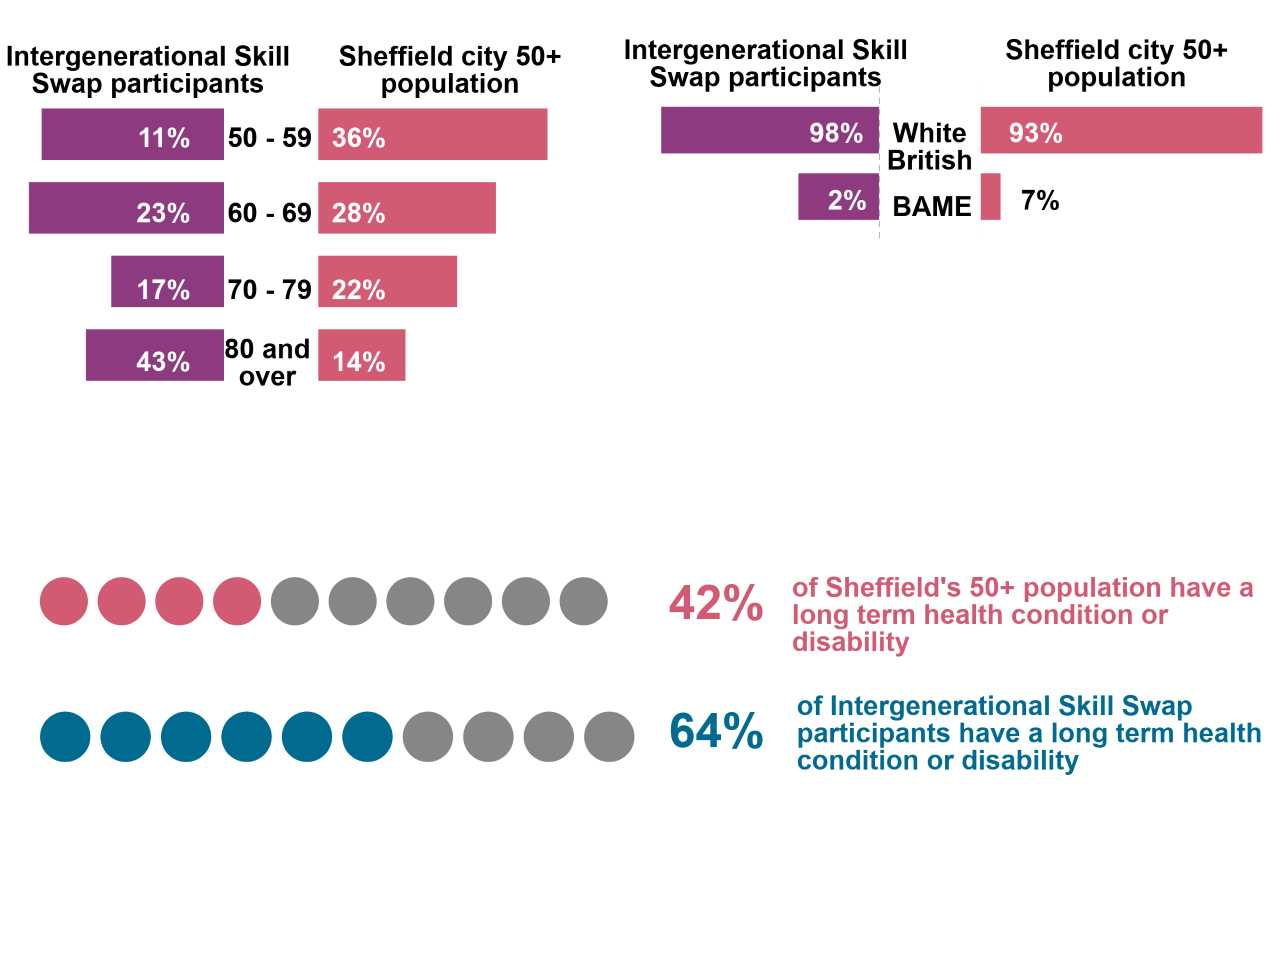 Intergenerational Skill
Swap participants
Sheffield city 50+
population
11%
50 - 59
36%
23%
60 - 69
28%
17%
70 - 79
22%
43%
80 and
over
14%
Intergenerational Skill
Swap participants
Sheffield city 50+
population
98%
White
British
93%
2%
BAME
7%
42%
of Sheffield's 50+ population have a
long term health condition or
disability
64%
of Intergenerational Skill Swap
participants have a long term health
condition or disability